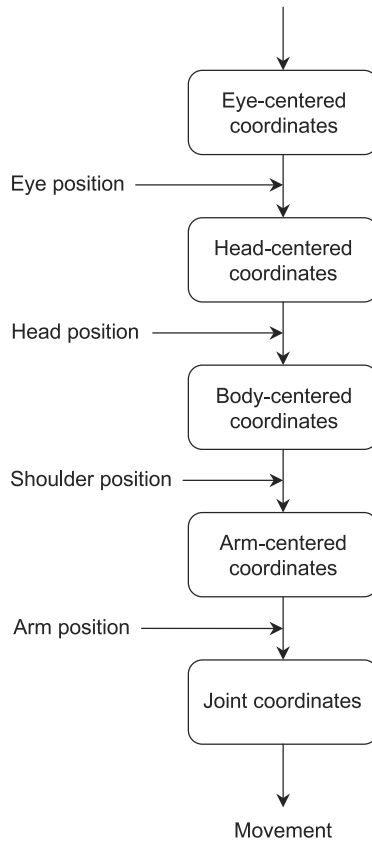 Eye-centered
coordinates
Eye position
Head-centered
coordinates
Head position
Body-centered
coordinates
Shoulder position
Arm-centered
coordinates
Arm position
Joint coordinates
Movement